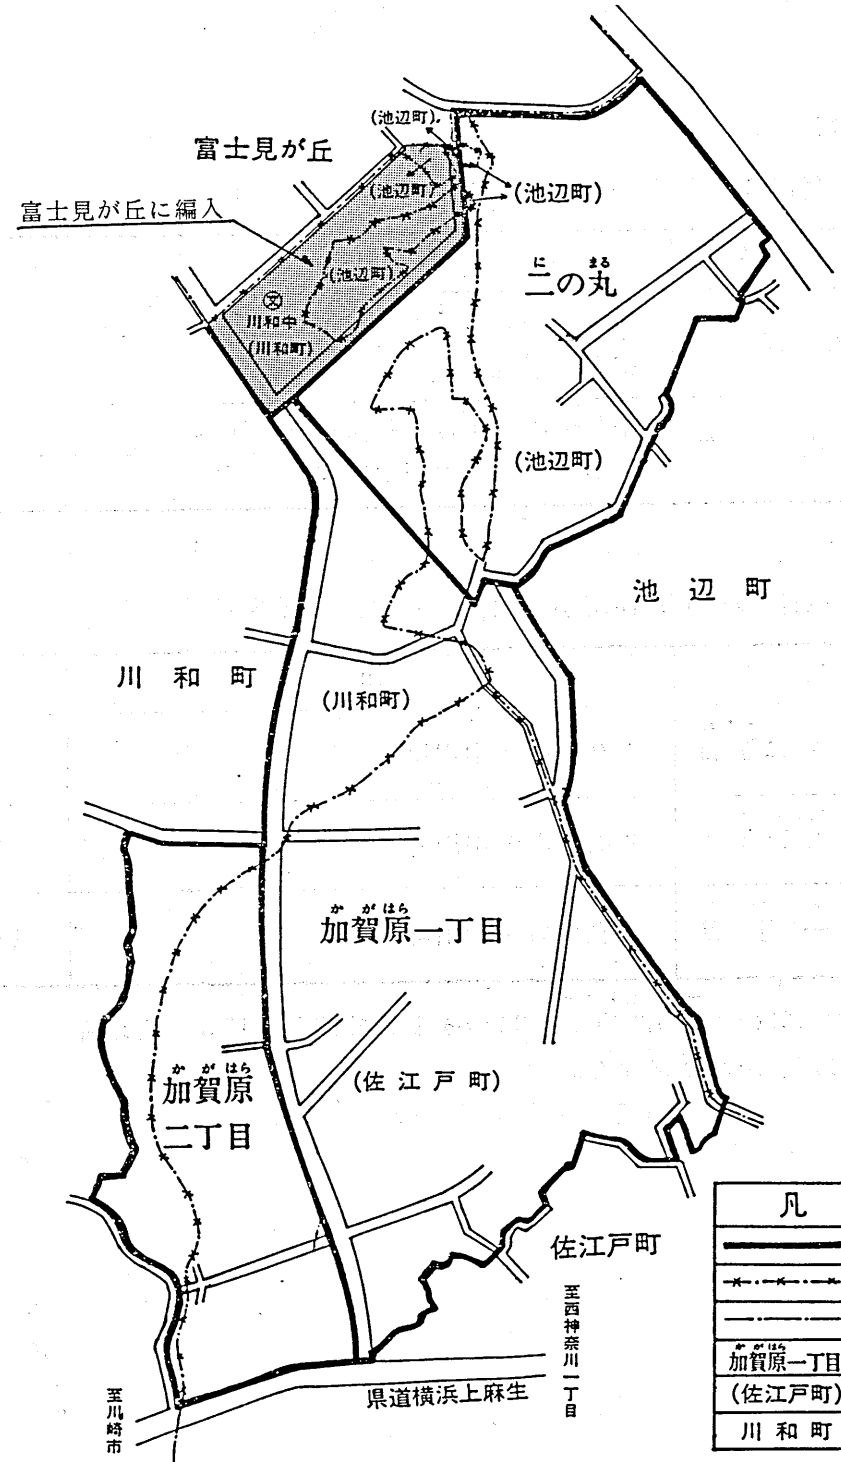 (池辺町)
富士見が丘
(池辺町)
(池辺町)
富士見が丘に編入
にまる
二の丸
(池辺町)
川和中
(川和町)
(池辺町)
池辺町
川和町
(川和町)
かがはら
加賀原一丁目
かがはら
加賀原
二丁目
(佐江戸町)
佐江戸町
至西神奈川一丁目
県道横浜上麻生
至川崎市
凡
かがはら
加賀原一丁目
(佐江戸町)
川和町